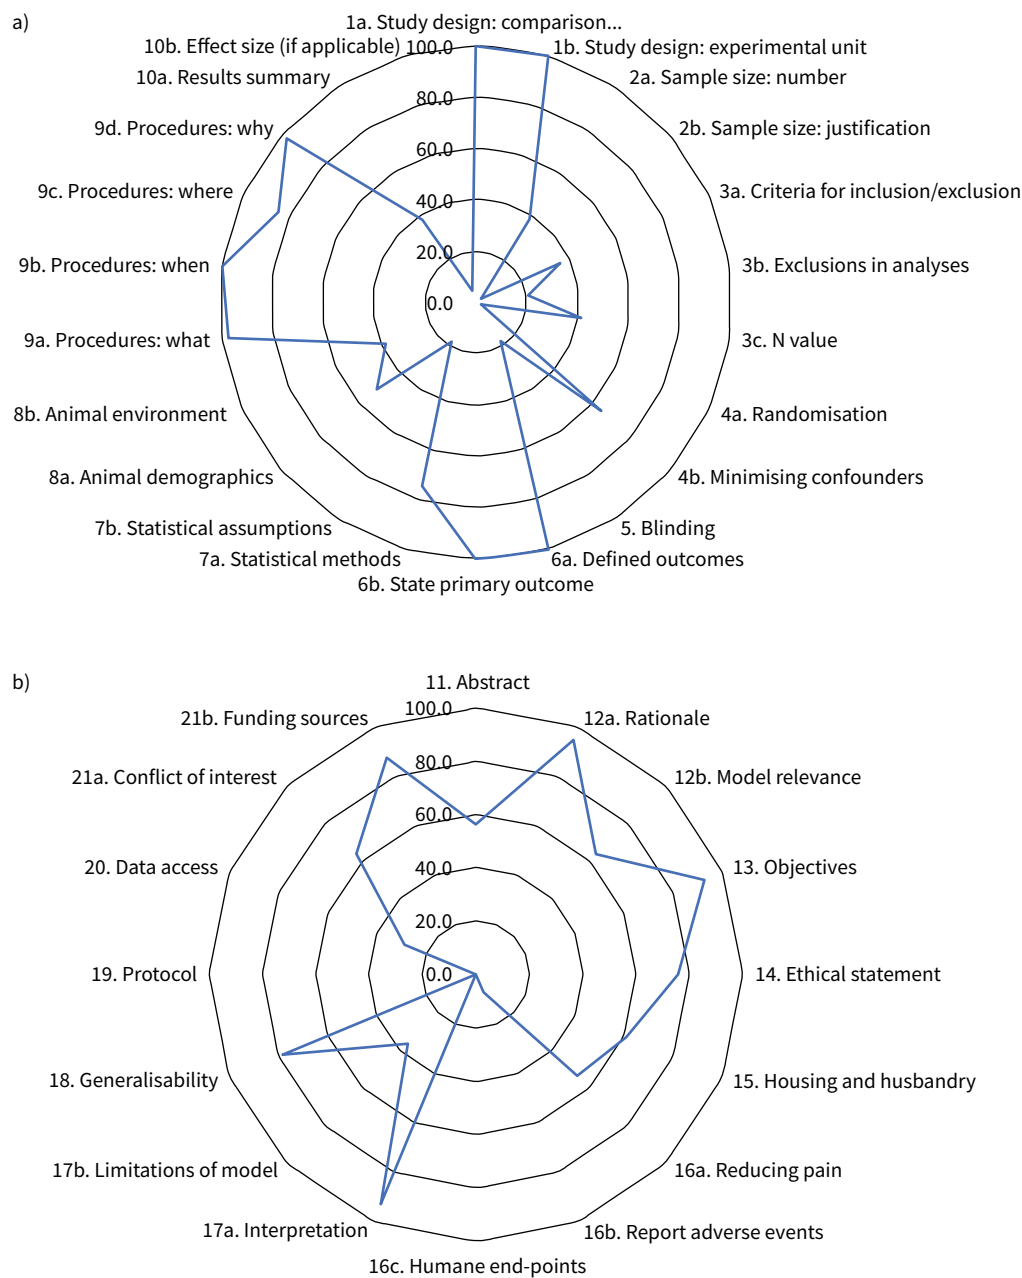 a)
1a. Study design: comparison...
10b. Effect size (if applicable)
100.0
1b. Study design: experimental unit
10a. Results summary
2a. Sample size: number
80.0
9d. Procedures: why
2b. Sample size: justification
60.0
9c. Procedures: where
3a. Criteria for inclusion/exclusion
40.0
20.0
9b. Procedures: when
3b. Exclusions in analyses
0.0
9a. Procedures: what
3c. N value
8b. Animal environment
4a. Randomisation
8a. Animal demographics
4b. Minimising confounders
7b. Statistical assumptions
5. Blinding
7a. Statistical methods
6a. Defined outcomes
6b. State primary outcome
b)
11. Abstract
100.0
21b. Funding sources
12a. Rationale
80.0
21a. Conflict of interest
12b. Model relevance
60.0
20. Data access
40.0
13. Objectives
20.0
19. Protocol
0.0
14. Ethical statement
18. Generalisability
15. Housing and husbandry
17b. Limitations of model
16a. Reducing pain
17a. Interpretation
16b. Report adverse events
16c. Humane end-points